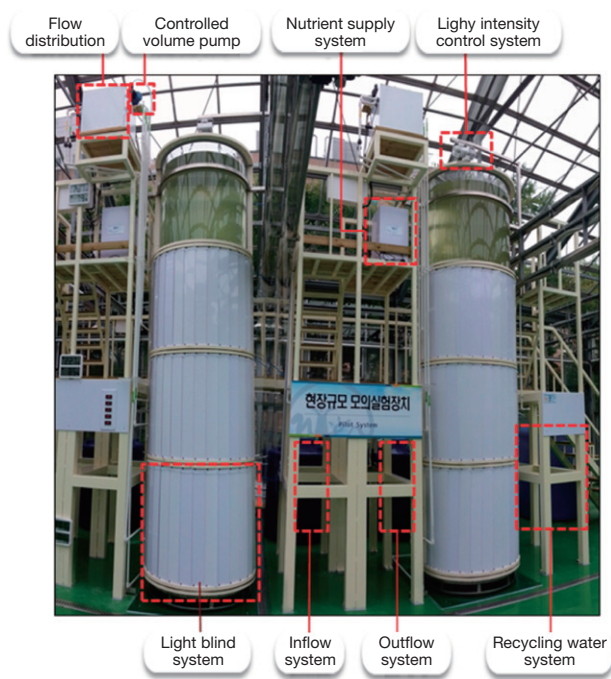 Flow
distribution
Controlled
volume pump
Nutrient supply
system
Lighy intensity
control system
현장규모 모의실험장치
Pilot System
Light blind
system
Inflow
system
Outflow
system
Recycling water
system